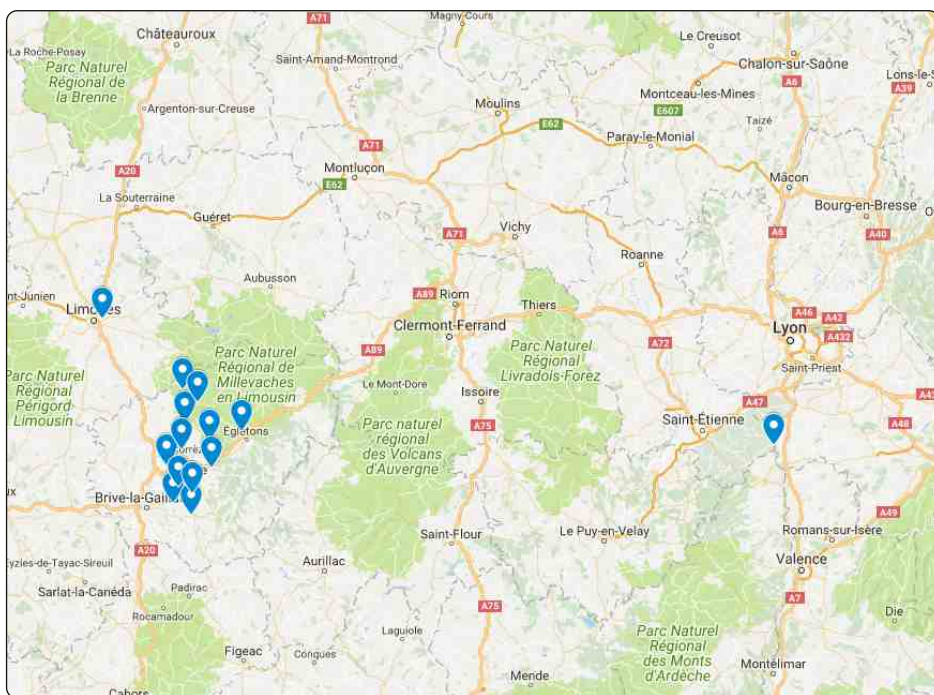 Magny-Cours
A71
Châteauroux
Le Creusot
La Roche-Posay
Chalon-sur-Saône
Parc Naturel
Régional de
la Brenne
Saint-Amand-Montrond
A6
Lons-le-S
Montceau-les-Mines
A39
Argenton-sur-Creuse
Moulins
E607
E62
Taizé
Paray-le-Monial
A71
A20
Montluçon
E62
Mâcon
La Souterraine
Bourg-en-Bresse
Guéret
A71
Vichy
A6
A40
Roanne
Aubusson
A89
Riom
Thiers
nt-Junien
Limoges
A46
A42
Clermont-Ferrand
Lyon
A432
A89
A72
Saint-Priest
Parc Naturel
Régional de
Millevaches
en Limousin
Parc Naturel
Régional
Livradois-Forez
Parc Naturel
Régional
Périgord
Limousin
Le Mont-Dore
Issoire
A47
A43
Saint-Étienne
A48
Parc naturel
régional
des Volcans
d'Auvergne
A75
Égletons
Brive-la-Gaillarde
A49
Saint-Flour
Le Puy-en-Velay
Romans-sur-Isère
A20
Aurillac
Valence
yzies-de-Tayac-Sireuil
Sarlat-la-Canéda
Padirac
A75
A7
Rocamadour
Die
Laguiole
Parc Naturel
Régional
des Monts
d'Ardèche
Figeac
Conques
Montélimar
Mende
Cahors